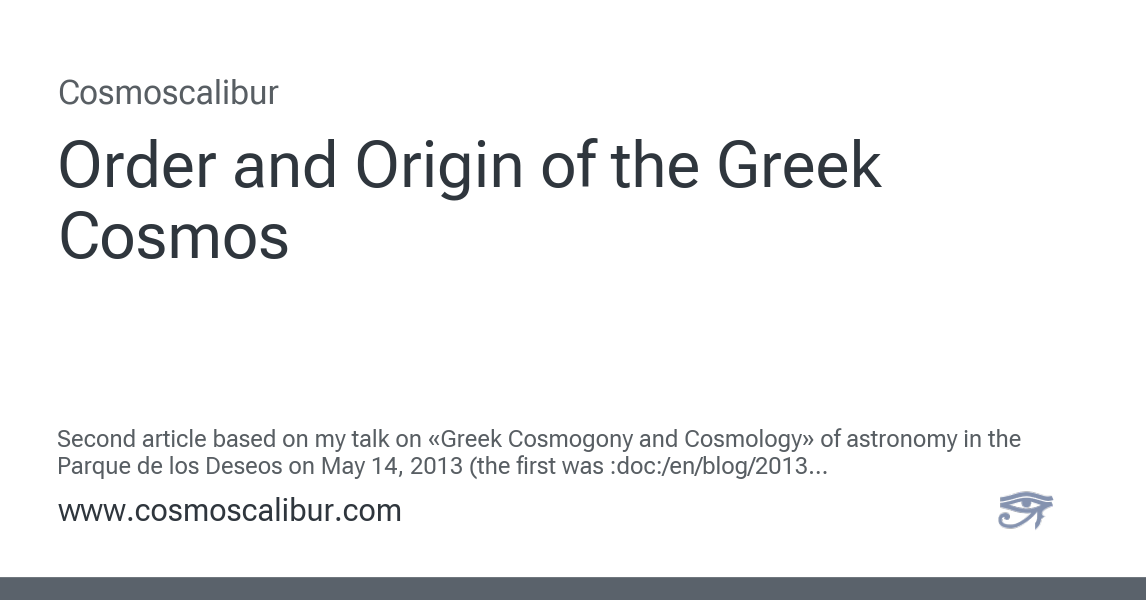 Cosmoscalibur
Order and Origin of the Greek
Cosmos
Second article based on my talk on «Greek Cosmogony and Cosmology» of astronomy in the
Parque de los Deseos on May 14, 2013 (the first was :doc:/en/blog/2013...
www.cosmoscalibur.com